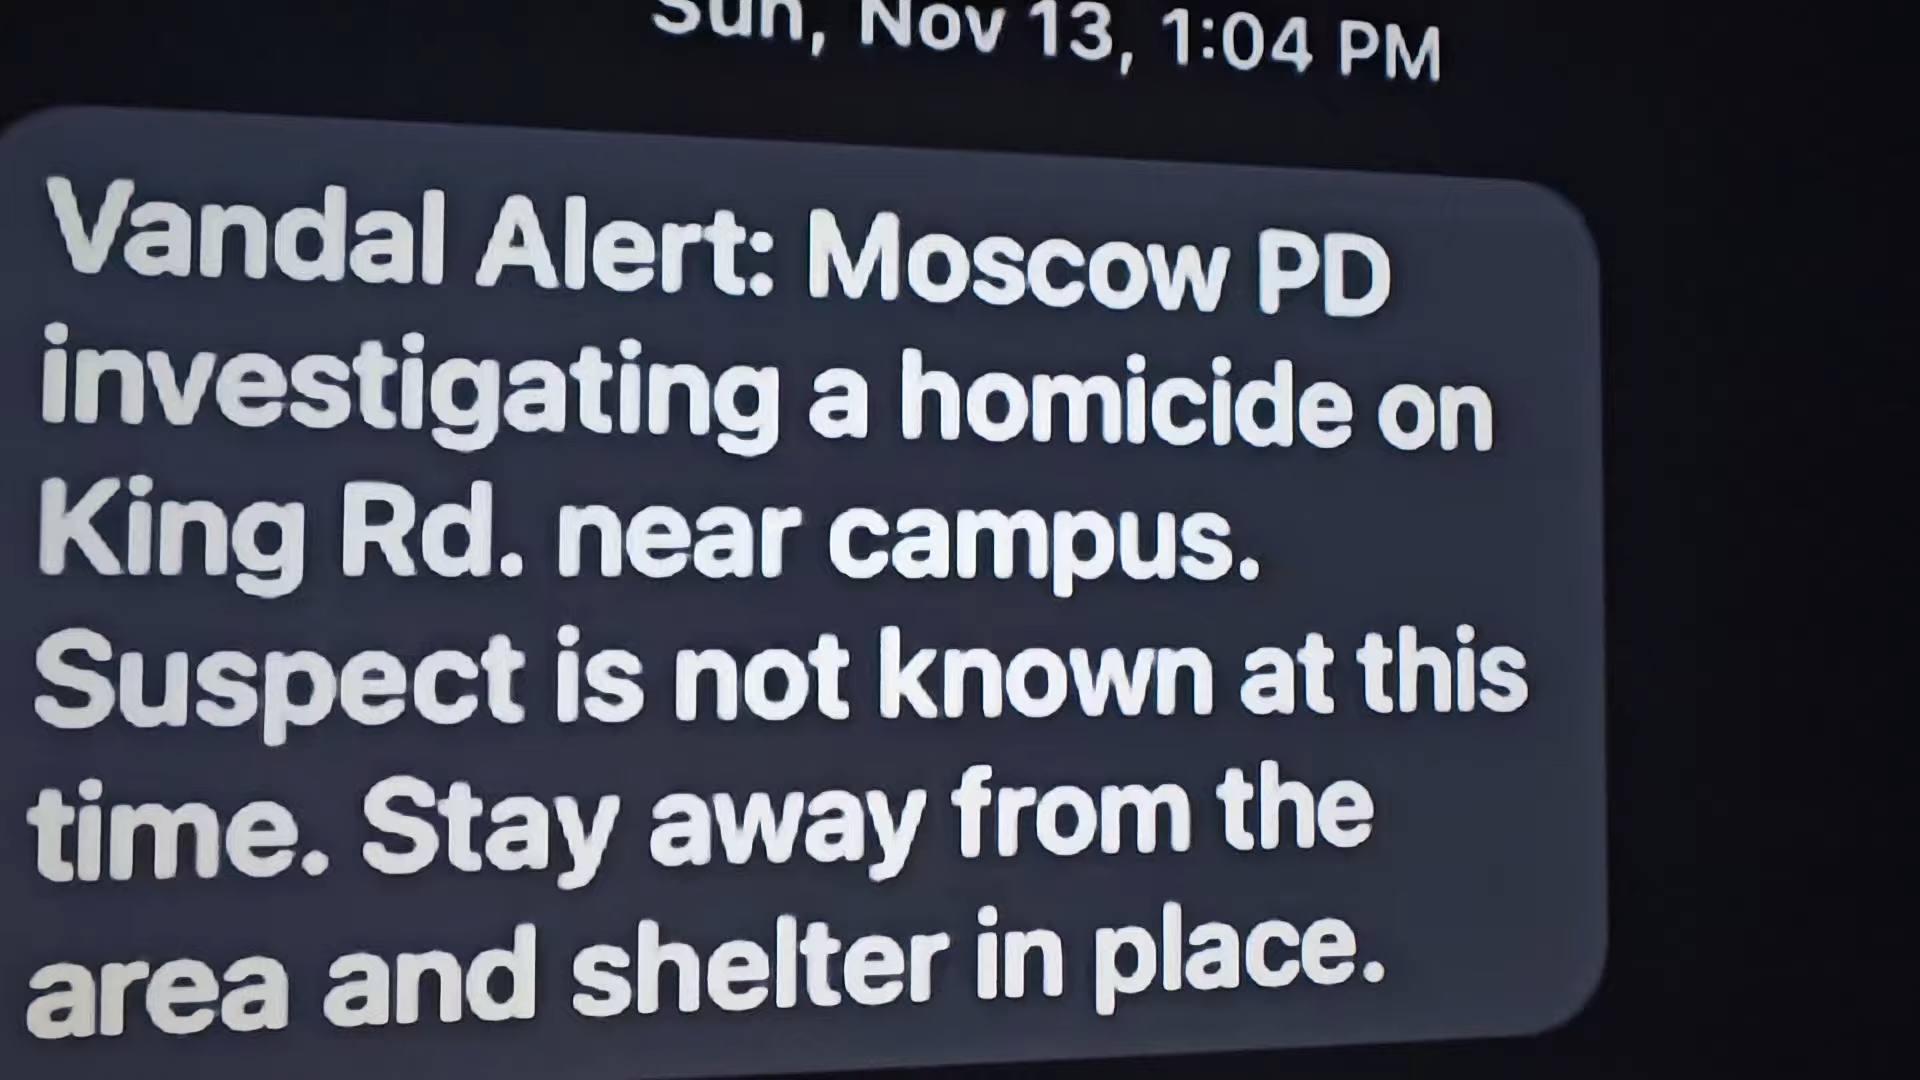 Sun, Nov 13, 1:04 PM
Vandal Alert: Moscow PD
investigating a homicide on
King Rd. near campus.
Suspect is not known at this
time. Stay away from the
area and shelter in place.